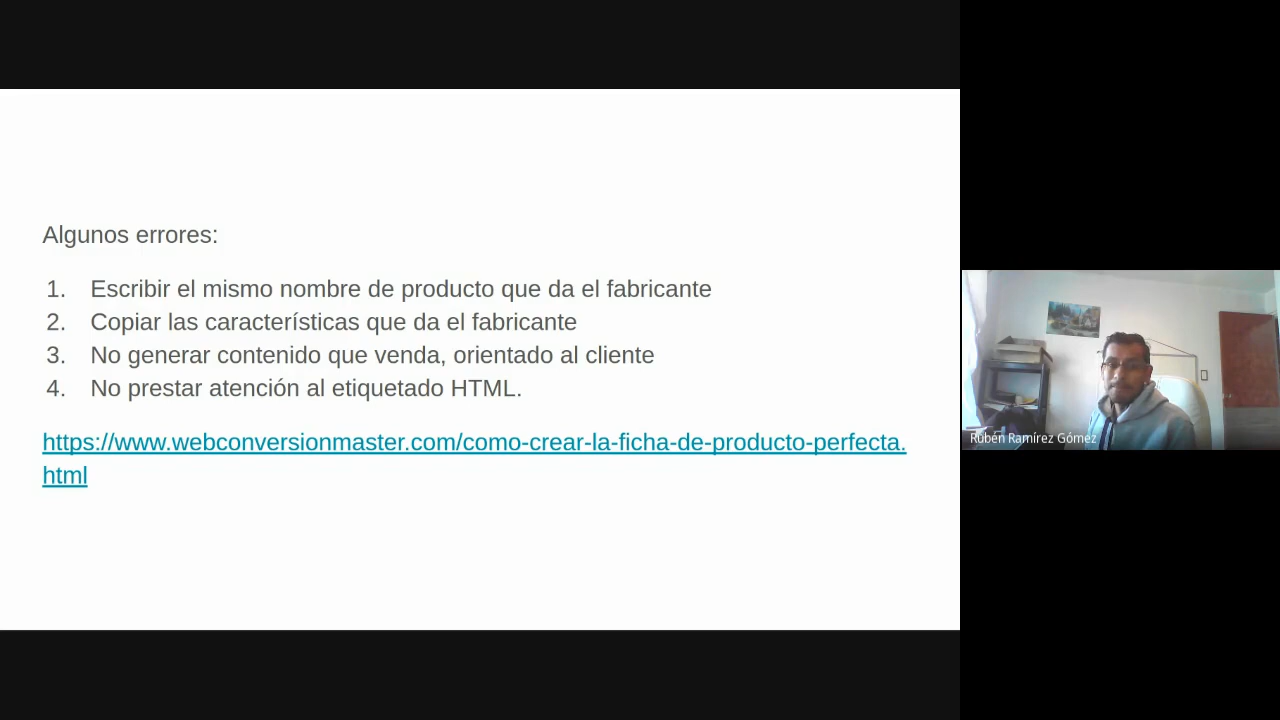 Algunos errores:
1. Escribir el mismo nombre de producto que da el fabricante
2. Copiar las características que da el fabricante
3. No generar contenido que venda, orientado al cliente
4. No prestar atención al etiquetado HTML.
https://www.webconversionmaster.com/como-crear-la-ficha-de-producto-perfecta.
html
Rubén Ramírez Gómez